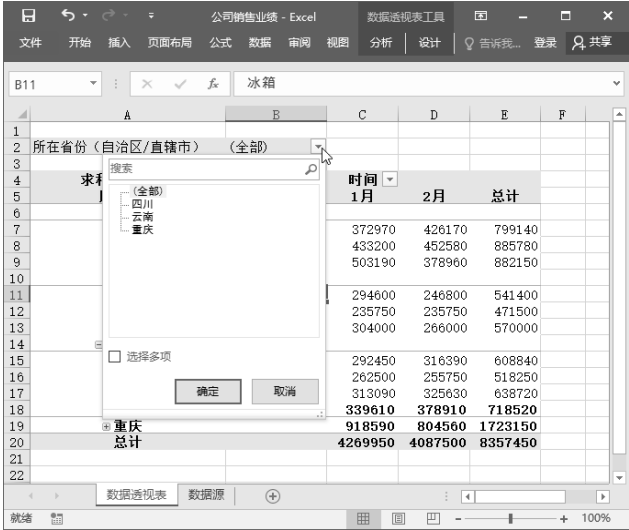 公司销售业绩 - Excel 数据透视表工具
文件 开始 插入 页面布局 公式 数据 审阅 视图 分析 设计 告诉我... 登录 共享
B11 fx 冰箱
A B C D E F
1
2 所在省份（自治区/直辖市） (全部)
3 搜索
4 时间
5 1月 2月 总计
(全部)
四川
云南
重庆
6
7 372970 426170 799140
8 433200 452580 885780
9 503190 378960 882150
10
11 294600 246800 541400
12 235750 235750 471500
13 304000 266000 570000
14
15 292450 316390 608840
选择多项
16 262500 255750 518250
17 313090 325630 638720
确定 取消
18 339610 378910 718520
19 重庆 918590 804560 1723150
20 总计 4269950 4087500 8357450
21
22
数据透视表 数据源
就绪 100%